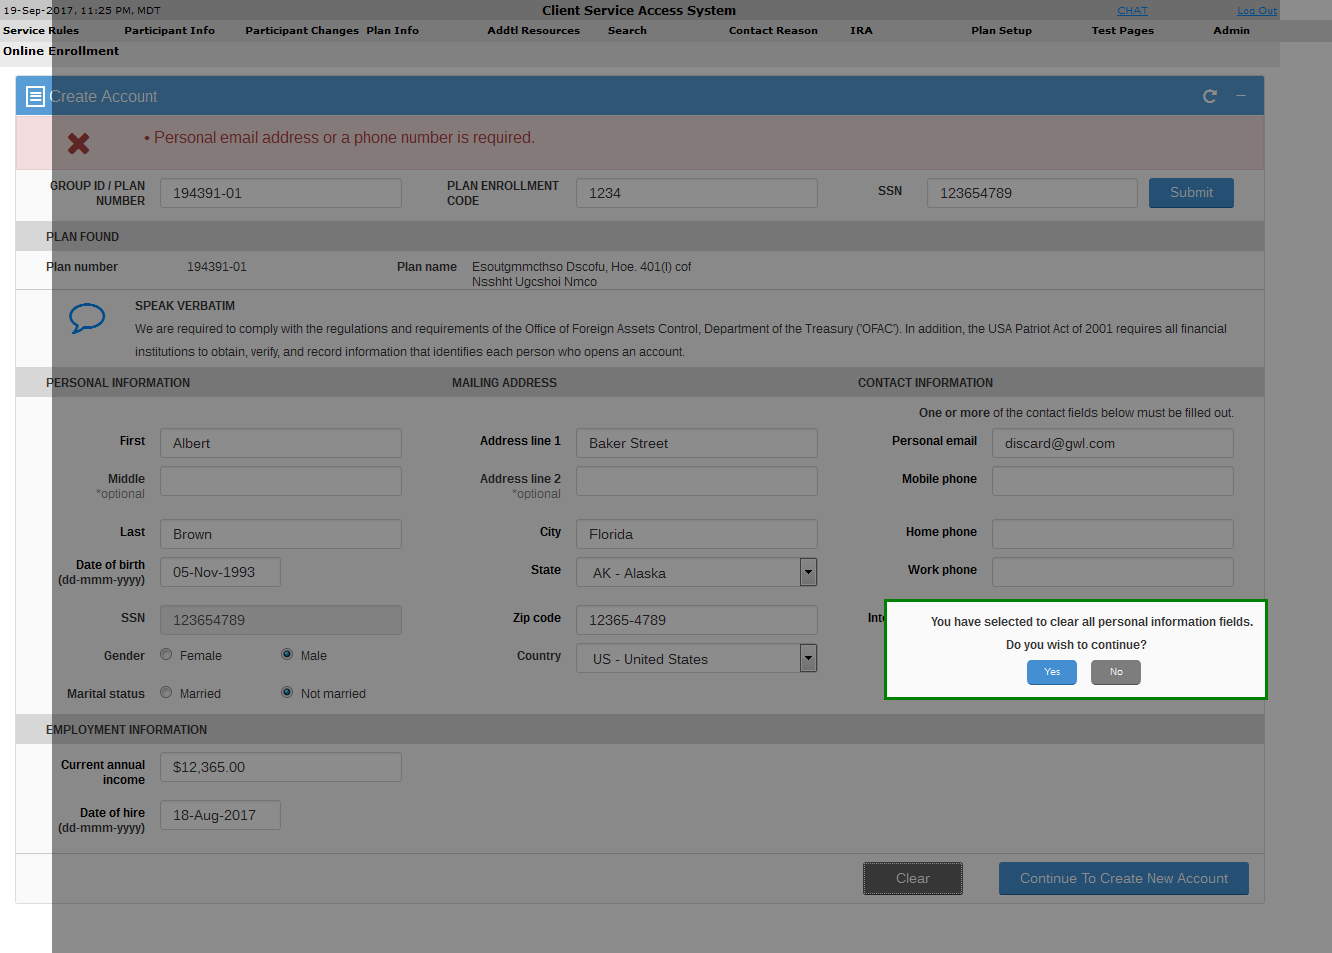 19-Sep-2017, 11:25 PM, MDT Client Service Access System CHAT Log Out
Service Rules Participant Info Participant Changes Plan Info Addtl Resources Search Contact Reason IRA Plan Setup Test Pages Admin
Online Enrollment
Create Account
• Personal email address or a phone number is required.
GROUP ID / PLAN NUMBER 194391-01 PLAN ENROLLMENT CODE 1234 SSN 123654789 Submit
PLAN FOUND
Plan number 194391-01 Plan name Esoutgmmcthso Dscofu, Hoe. 401(l) cof
Nsshht Ugcshoi Nmco
SPEAK VERBATIM
We are required to comply with the regulations and requirements of the Office of Foreign Assets Control, Department of the Treasury ('OFAC'). In addition, the USA Patriot Act of 2001 requires all financial
institutions to obtain, verify, and record information that identifies each person who opens an account.
PERSONAL INFORMATION MAILING ADDRESS CONTACT INFORMATION
One or more of the contact fields below must be filled out.
First Albert Address line 1 Baker Street Personal email discard@gwl.com
Middle Address line 2 Mobile phone
*optional *optional
Last Brown City Florida Home phone
Date of birth 05-Nov-1993 State AK - Alaska Work phone
(dd-mmm-yyyy)
SSN 123654789 Zip code 12365-4789 Inte
You have selected to clear all personal information fields.
Do you wish to continue?
Yes No
Gender Female Male Country US - United States
Marital status Married Not married
EMPLOYMENT INFORMATION
Current annual income $12,365.00
Date of hire 18-Aug-2017
(dd-mmm-yyyy)
Clear Continue To Create New Account